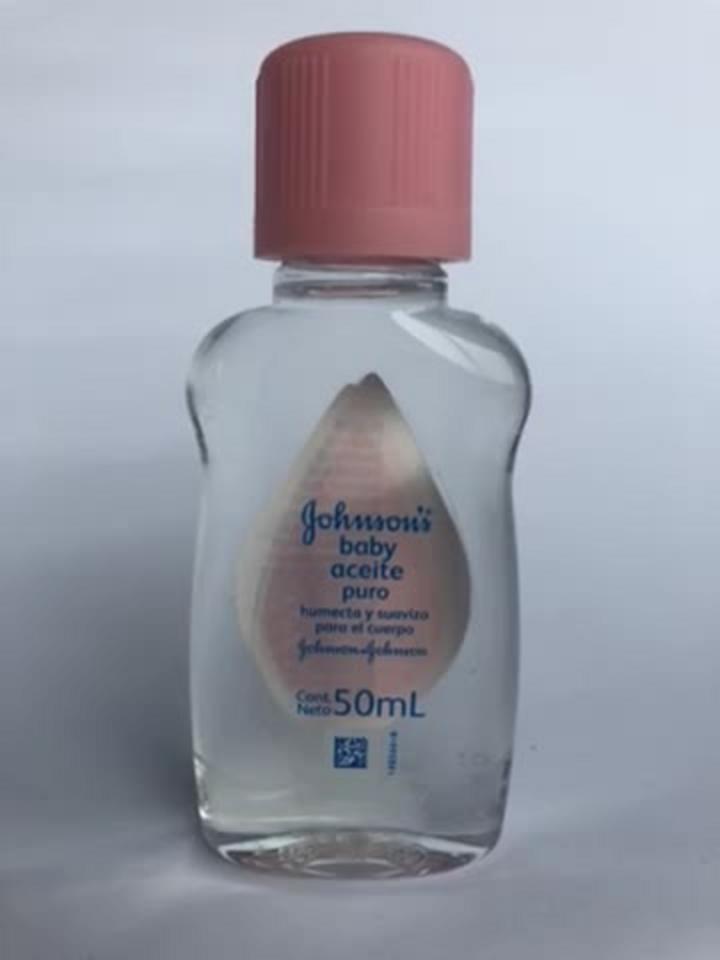 Johnson's
baby
aceite
puro
humecta y suaviza
para el cuerpo
Johnson&Johnson
Cont.
Neto 50mL